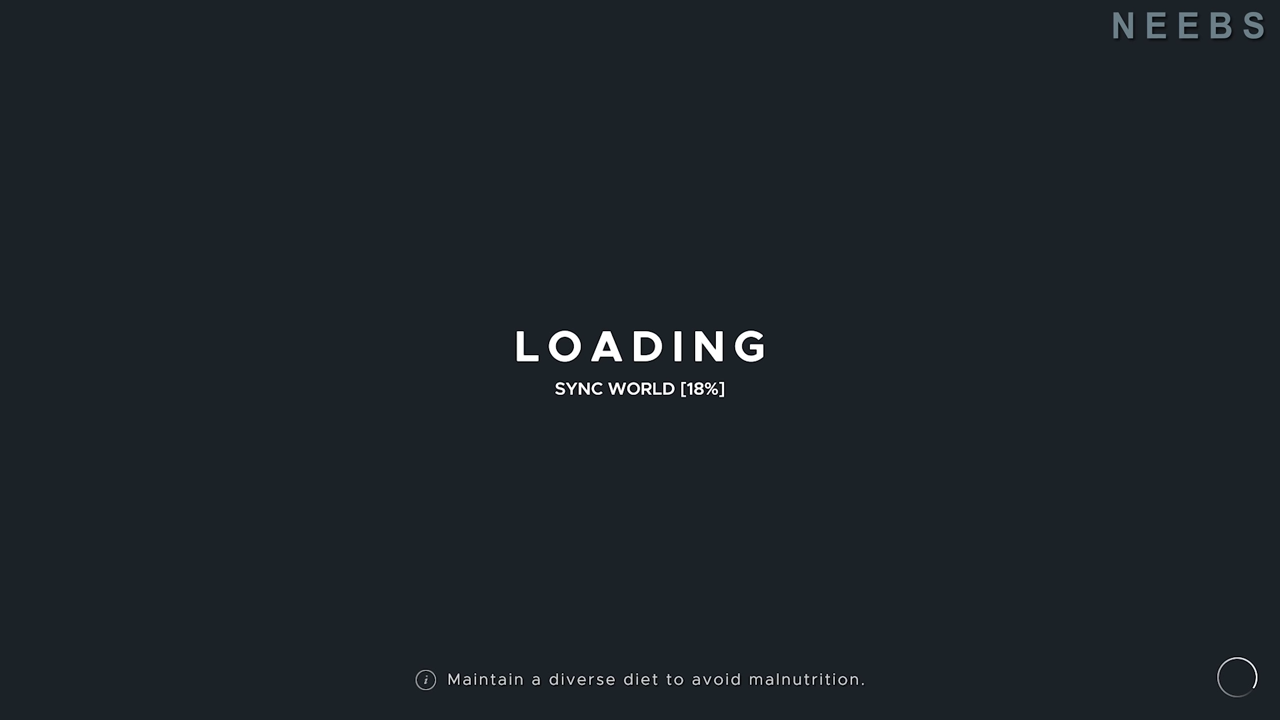 NEEBS
LOADING
SYNC WORLD [18%]
i Maintain a diverse diet to avoid malnutrition.